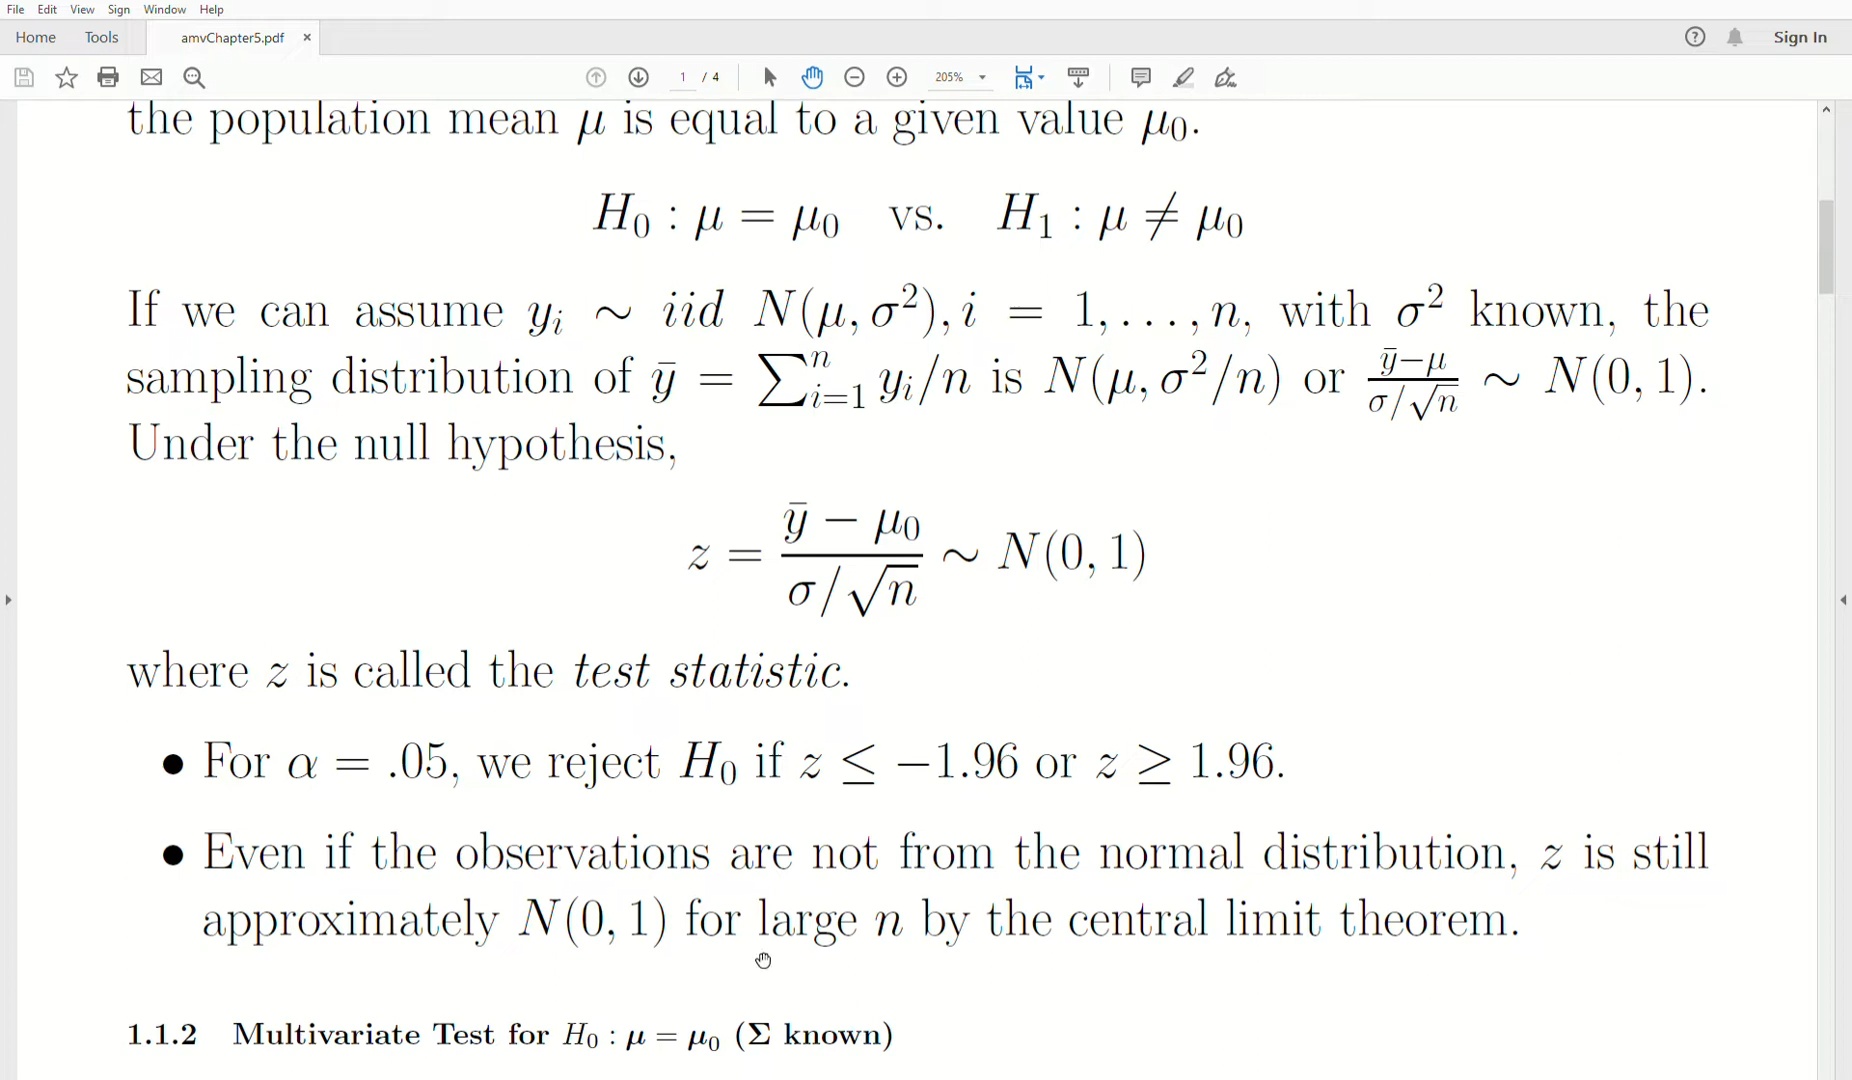 File Edit View Sign Window Help
Home Tools amvChapter5.pdf × Sign In
1 / 4 205%
the population mean μ is equal to a given value μ₀.
H₀ : μ = μ₀ vs. H₁ : μ ≠ μ₀
If we can assume yᵢ ∼ iid N(μ, σ²), i = 1, . . . , n, with σ² known, the
sampling distribution of ȳ = ∑ⁿᵢ₌₁ yᵢ/n is N(μ, σ²/n) or (ȳ−μ)/(σ/√n) ∼ N(0, 1).
Under the null hypothesis,
z = (ȳ − μ₀)/(σ/√n) ∼ N(0, 1)
where z is called the test statistic.
• For α = .05, we reject H₀ if z ≤ −1.96 or z ≥ 1.96.
• Even if the observations are not from the normal distribution, z is still
approximately N(0, 1) for large n by the central limit theorem.
1.1.2 Multivariate Test for H₀ : μ = μ₀ (Σ known)